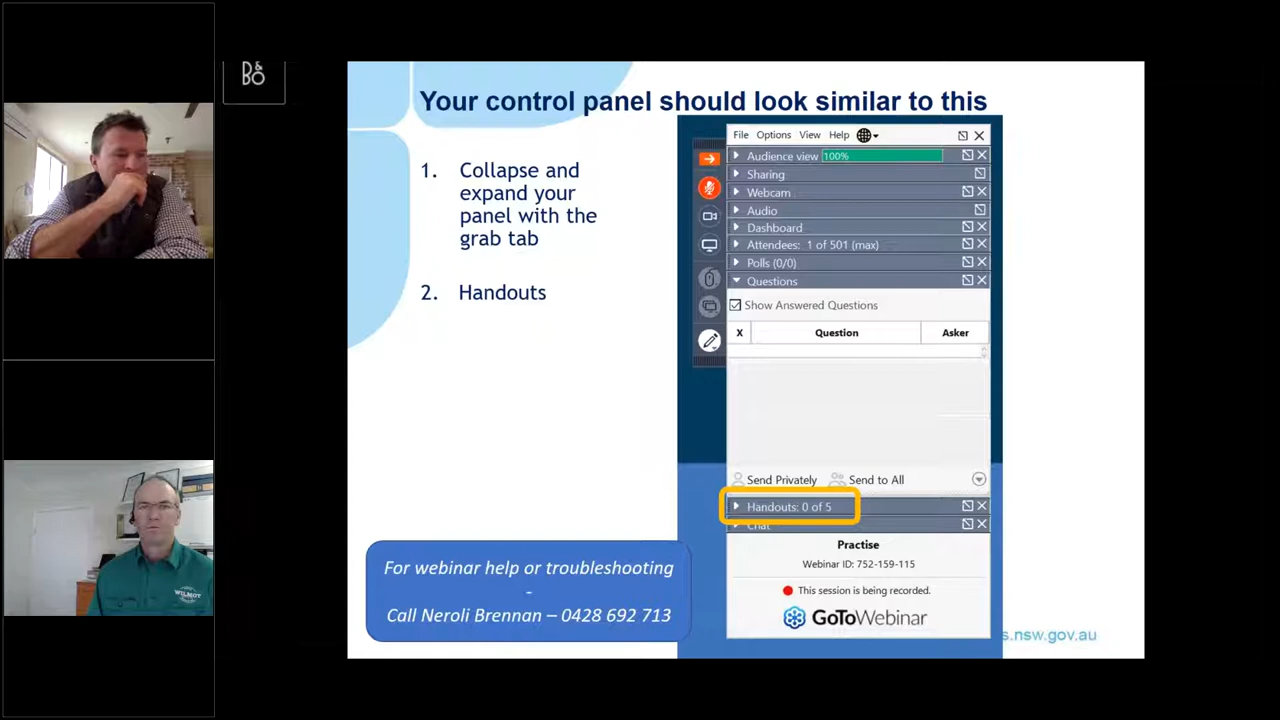 B&
BO
Your control panel should look similar to this
1. Collapse and
expand your
panel with the
grab tab
2. Handouts
File Options View Help
Audience view 100%
Sharing
Webcam
Audio
Dashboard
Attendees: 1 of 501 (max)
Polls (0/0)
Questions
Show Answered Questions
X Question Asker
Send Privately Send to All
Handouts: 0 of 5
Chat
Practise
Webinar ID: 752-159-115
This session is being recorded.
GoToWebinar
For webinar help or troubleshooting
-
Call Neroli Brennan – 0428 692 713
s.nsw.gov.au
WILMOT